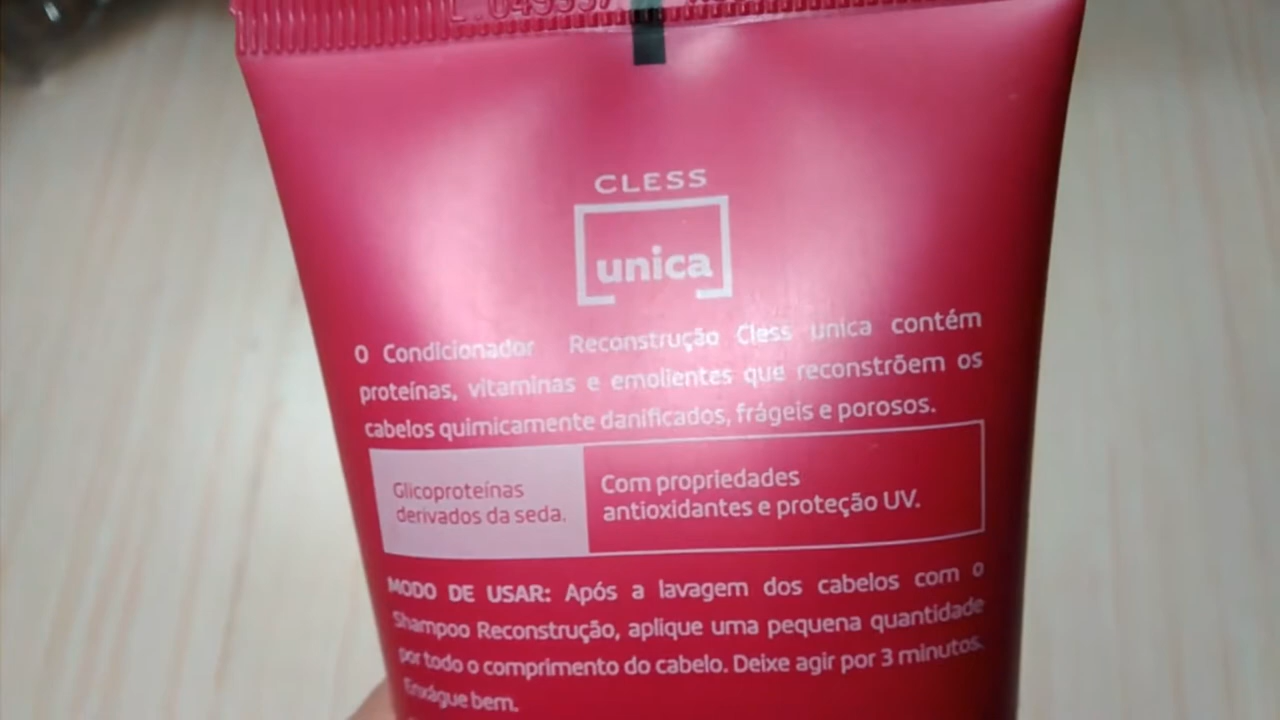 CLESS
unica
O Condicionador Reconstrução Cless unica contém
proteínas, vitaminas e emolientes que reconstrõem os
cabelos quimicamente danificados, frágeis e porosos.
Glicoproteínas
derivados da seda.
Com propriedades
antioxidantes e proteção UV.
MODO DE USAR: Após a lavagem dos cabelos com o
Shampoo Reconstrução, aplique uma pequena quantidade
por todo o comprimento do cabelo. Deixe agir por 3 minutos.
Enxágue bem.